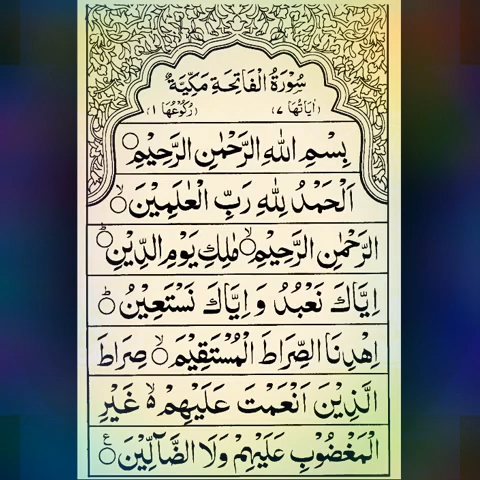 سُوْرَةُ الْفَاتِحَةِ مَكِّيَّةٌ
(اٰيَاتُهَا ٧) (رُكُوْعُهَا ١)
بِسْمِ اللّٰهِ الرَّحْمٰنِ الرَّحِيْمِ ○
اَلْحَمْدُ لِلّٰهِ رَبِّ الْعٰلَمِيْنَ ○ۙ
الرَّحْمٰنِ الرَّحِيْمِ ○ۙ مٰلِكِ يَوْمِ الدِّيْنِ ○ؕ
اِيَّاكَ نَعْبُدُ وَ اِيَّاكَ نَسْتَعِيْنُ ○ؕ
اِهْدِنَا الصِّرَاطَ الْمُسْتَقِيْمَ ○ۙ صِرَاطَ
الَّذِيْنَ اَنْعَمْتَ عَلَيْهِمْ ۙ۬ غَيْرِ
الْمَغْضُوْبِ عَلَيْهِمْ وَلَا الضَّآلِّيْنَ ○ع